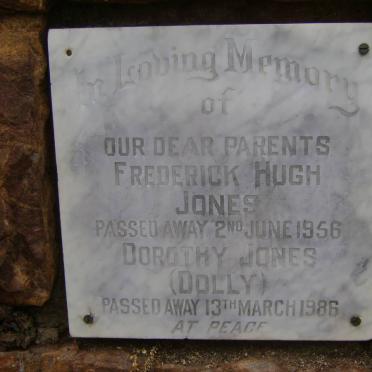 In Loving Memory
of
OUR DEAR PARENTS
FREDERICK HUGH
JONES
PASSED AWAY 2ND JUNE 1956
DOROTHY JONES
(DOLLY)
PASSED AWAY 13TH MARCH 1986
AT PEACE